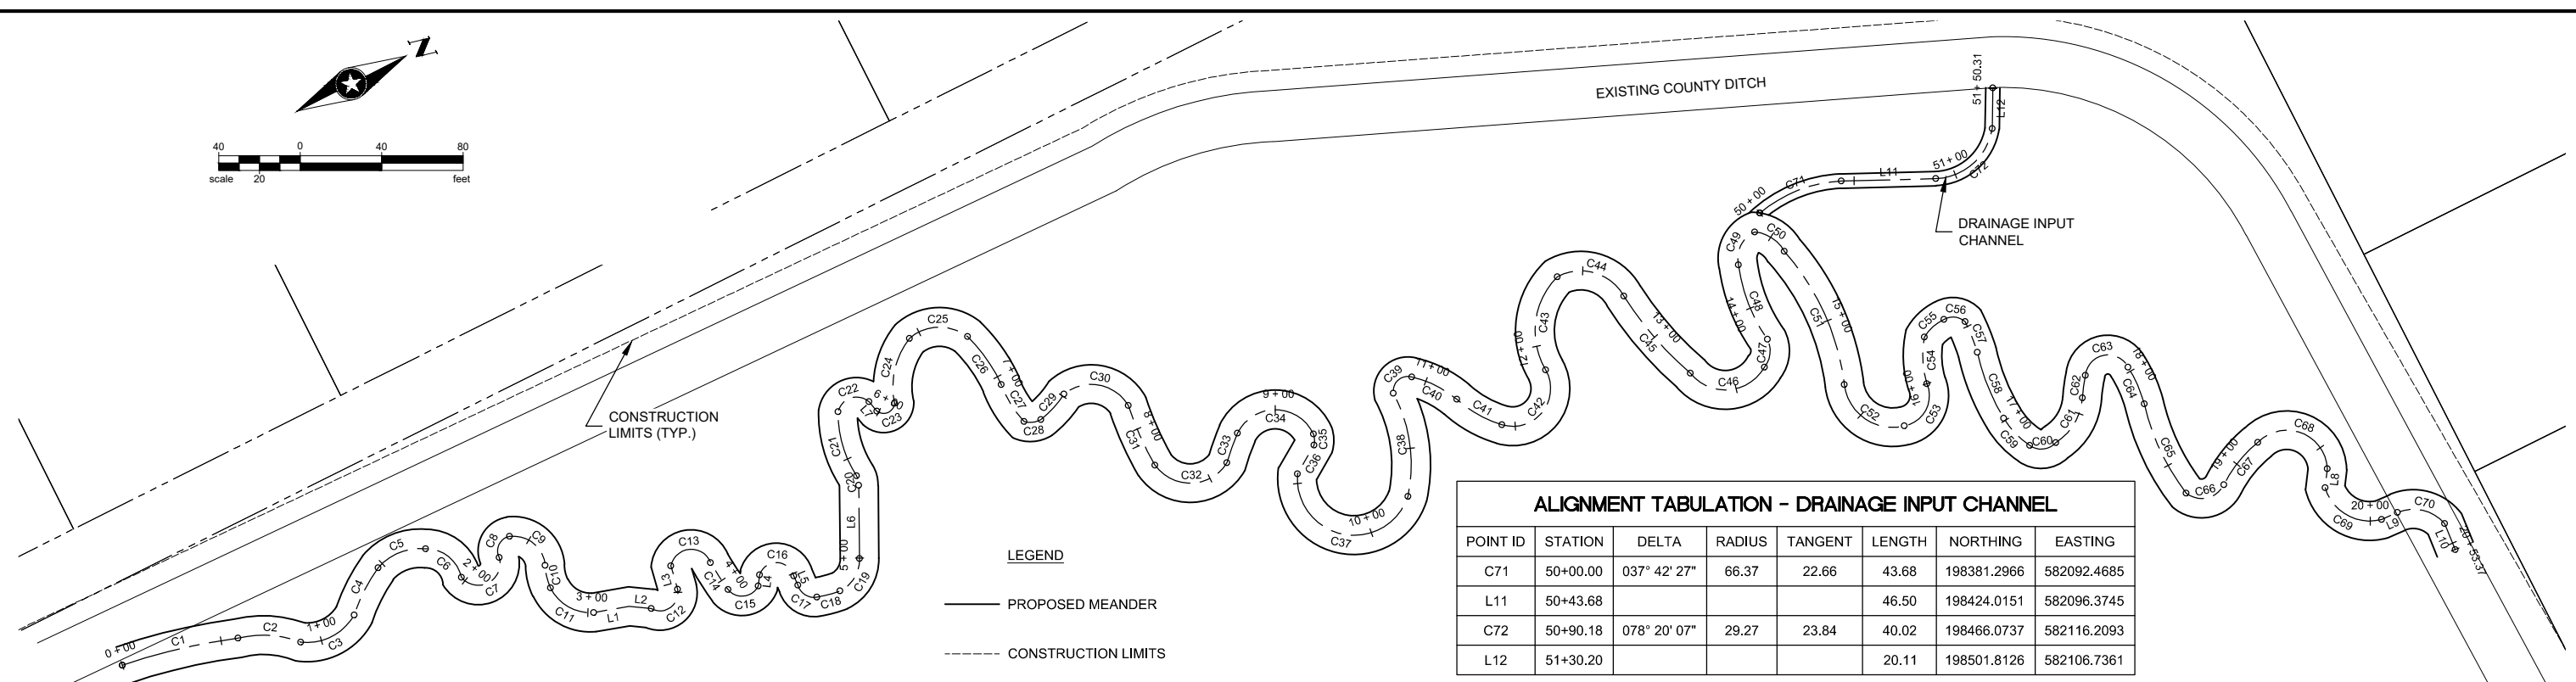 N
40 0 40 80
scale 20 feet
EXISTING COUNTY DITCH
51+50.31
L12
50+00
C71
L11
51+00
C72
DRAINAGE INPUT
CHANNEL
CONSTRUCTION
LIMITS (TYP.)
0+00
C1
C2
1+00
C3
C4
C5
C6
2+00
C7
C8
C9
C10
C11
3+00
L1
L2
C12
L3
C13
C14
4+00
C15
L4
C16
L5
C17
C18
C19
5+00
L6
C20
C21
C22
L7
6+00
C23
C24
C25
C26
7+00
C27
C28
C29
C30
8+00
C31
C32
C33
9+00
C34
C35
C36
C37
10+00
C38
C39
11+00
C40
C41
C42
12+00
C43
C44
13+00
C45
C46
C47
14+00
C48
C49
C50
C51
15+00
C52
C53
16+00
C54
C55
C56
C57
C58
17+00
C59
C60
C61
C62
C63
18+00
C64
C65
C66
19+00
C67
C68
L8
C69
20+00
L9
C70
L10
20+53.37
LEGEND
PROPOSED MEANDER
CONSTRUCTION LIMITS
ALIGNMENT TABULATION - DRAINAGE INPUT CHANNEL
POINT ID STATION DELTA RADIUS TANGENT LENGTH NORTHING EASTING
C71 50+00.00 037° 42' 27" 66.37 22.66 43.68 198381.2966 582092.4685
L11 50+43.68 46.50 198424.0151 582096.3745
C72 50+90.18 078° 20' 07" 29.27 23.84 40.02 198466.0737 582116.2093
L12 51+30.20 20.11 198501.8126 582106.7361